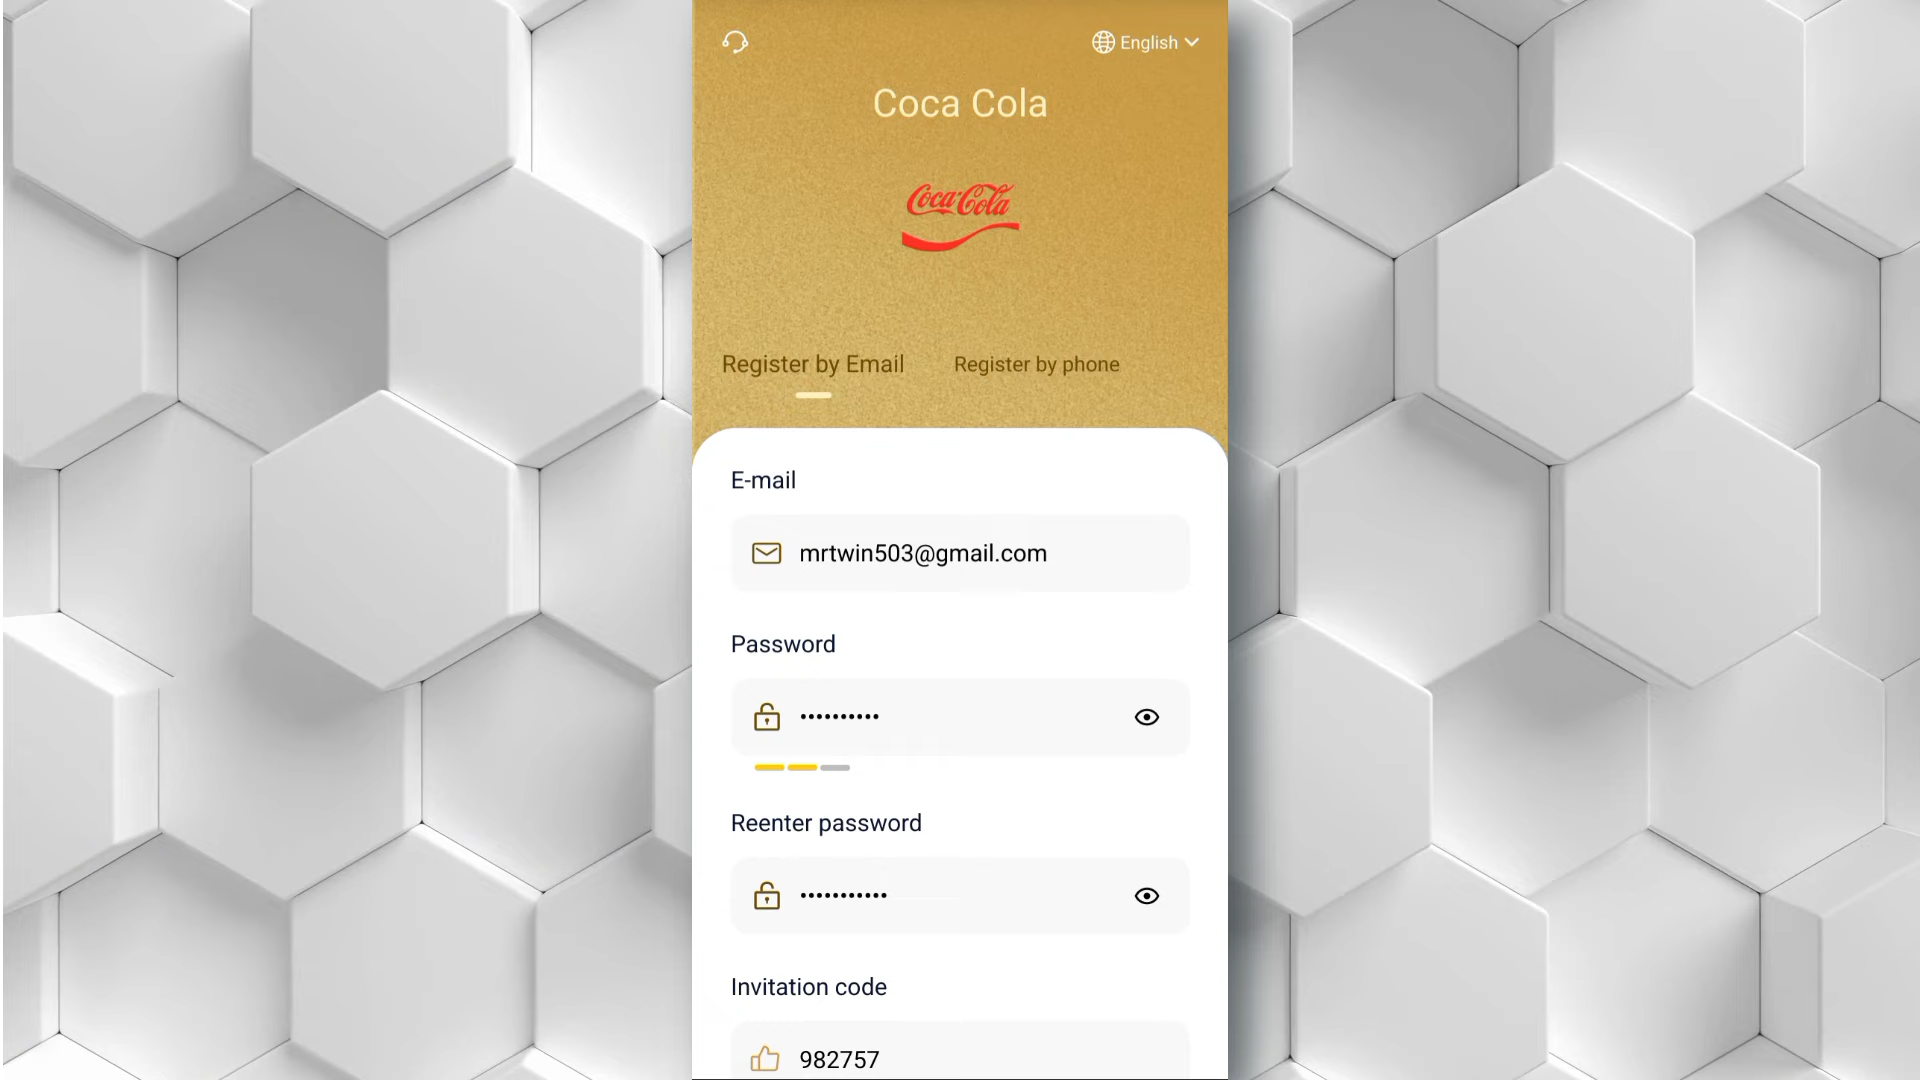 English
Coca Cola
Coca-Cola
Register by Email
Register by phone
E-mail
mrtwin503@gmail.com
Password
••••••••••
Reenter password
•••••••••••
Invitation code
982757